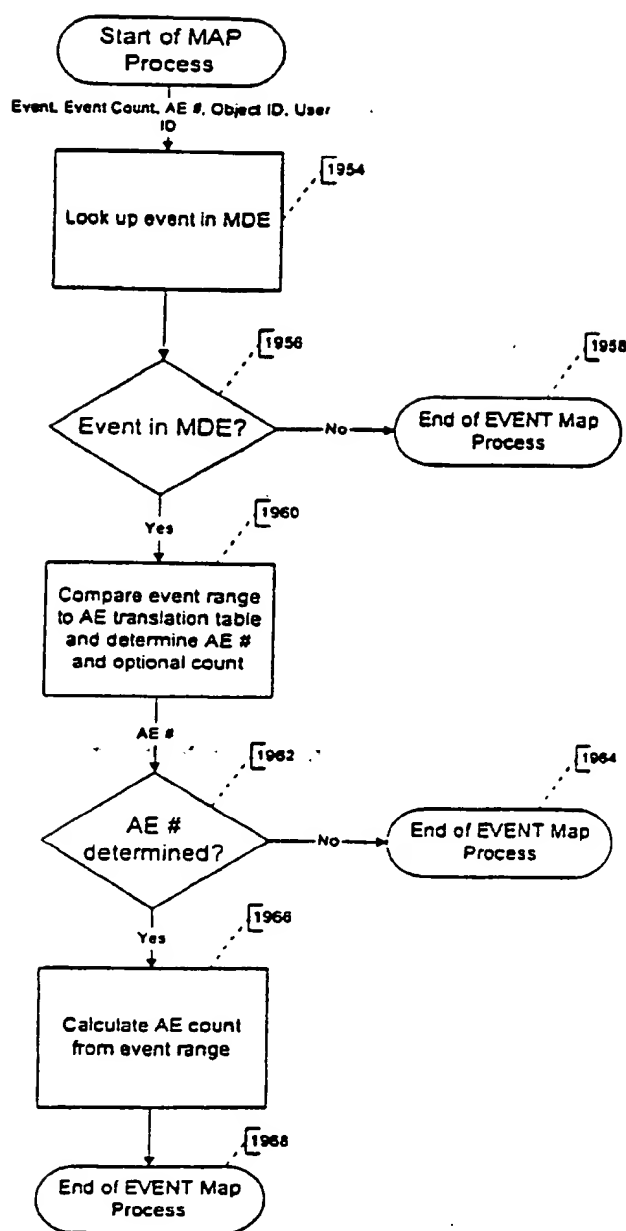 Start of MAP
Process
Event, Event Count, AE #, Object ID, User
ID
1954
Look up event in MDE
1956
1958
Event in MDE?
No
End of EVENT Map
Process
Yes
1960
Compare event range
to AE translation table
and determine AE #
and optional count
AE #
1962
1964
AE #
determined?
No
End of EVENT Map
Process
Yes
1966
Calculate AE count
from event range
1968
End of EVENT Map
Process